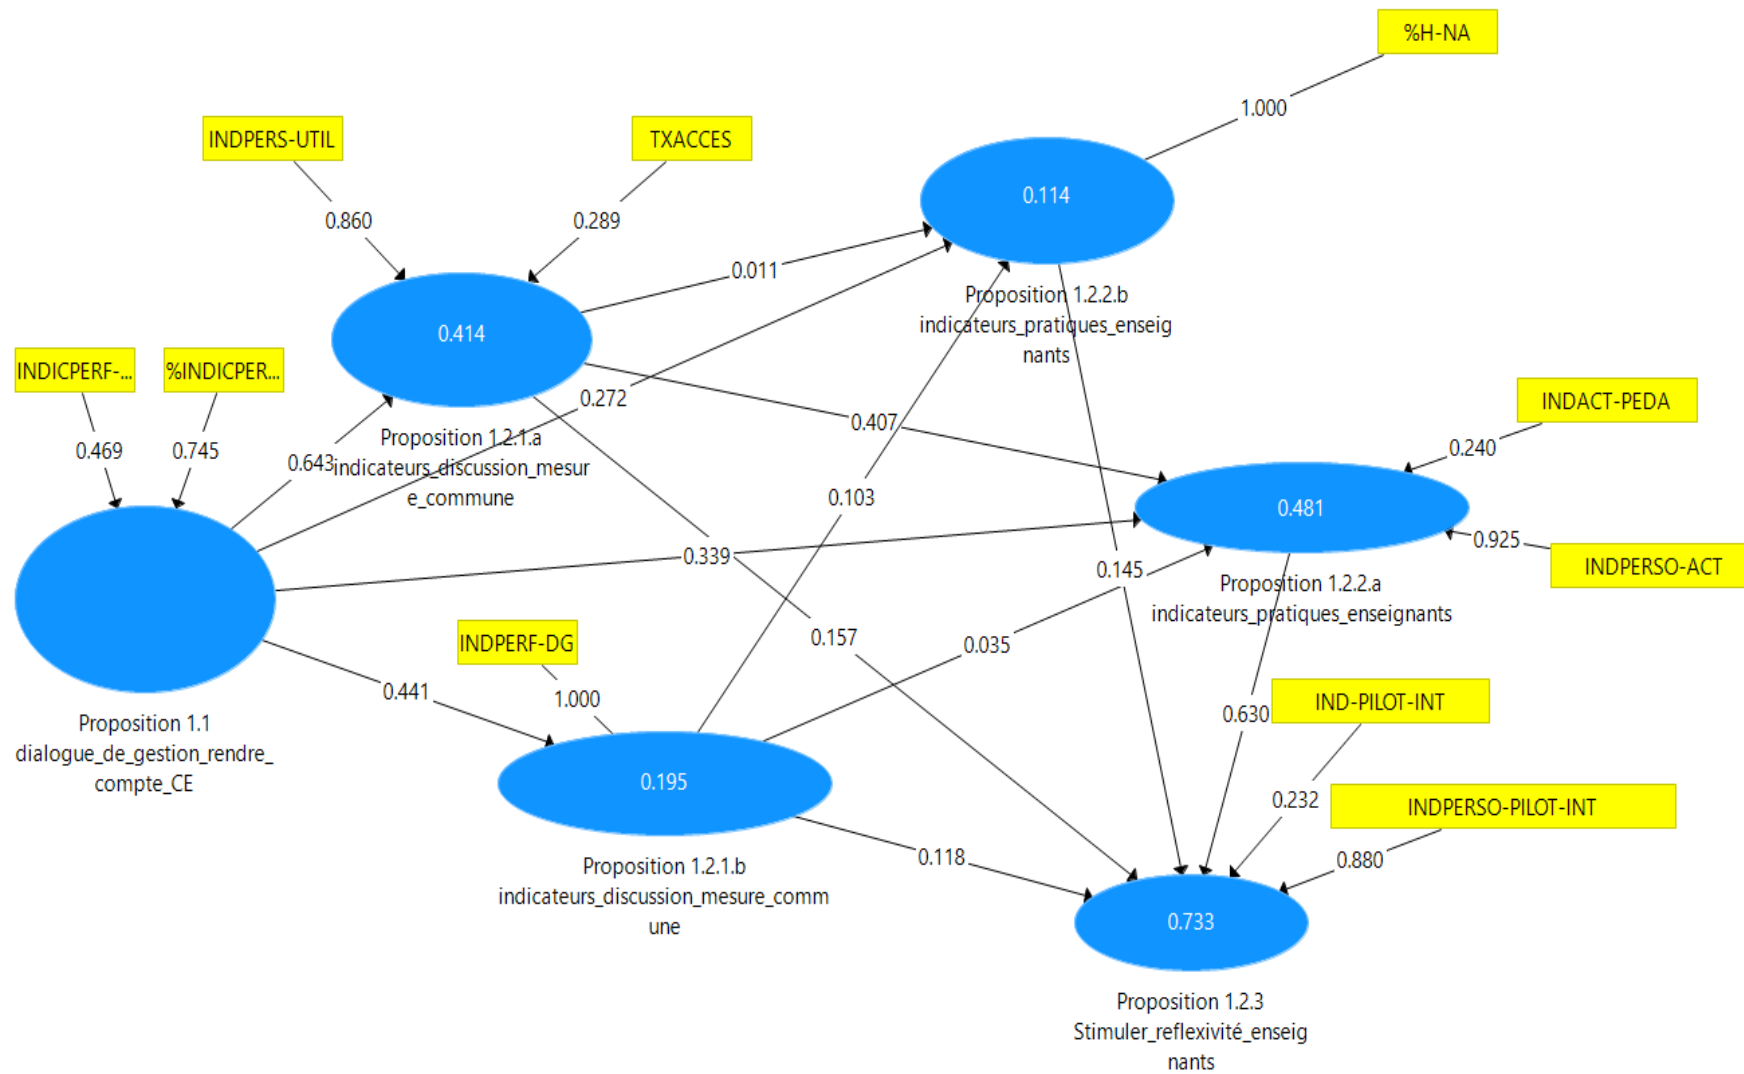 %H-NA
1.000
INDPERS-UTIL
TXACCES
0.860
0.289
0.114
0.011
Proposition 1.2.2.b
indicateurs_pratiques_enseig
nants
0.414
INDICPERF-...
%INDICPER...
0.272
0.407
INDACT-PEDA
Proposition 1.2.1.a
indicateurs_discussion_mesur
e_commune
0.469
0.745
0.643
0.240
0.103
0.481
0.925
INDPERSO-ACT
0.339
0.145
Proposition 1.2.2.a
indicateurs_pratiques_enseignants
INDPERF-DG
0.157
0.035
0.441
1.000
IND-PILOT-INT
0.630
Proposition 1.1
dialogue_de_gestion_rendre_
compte_CE
0.195
0.232
INDPERSO-PILOT-INT
0.118
0.880
Proposition 1.2.1.b
indicateurs_discussion_mesure_comm
une
0.733
Proposition 1.2.3
Stimuler_reflexivité_enseig
nants